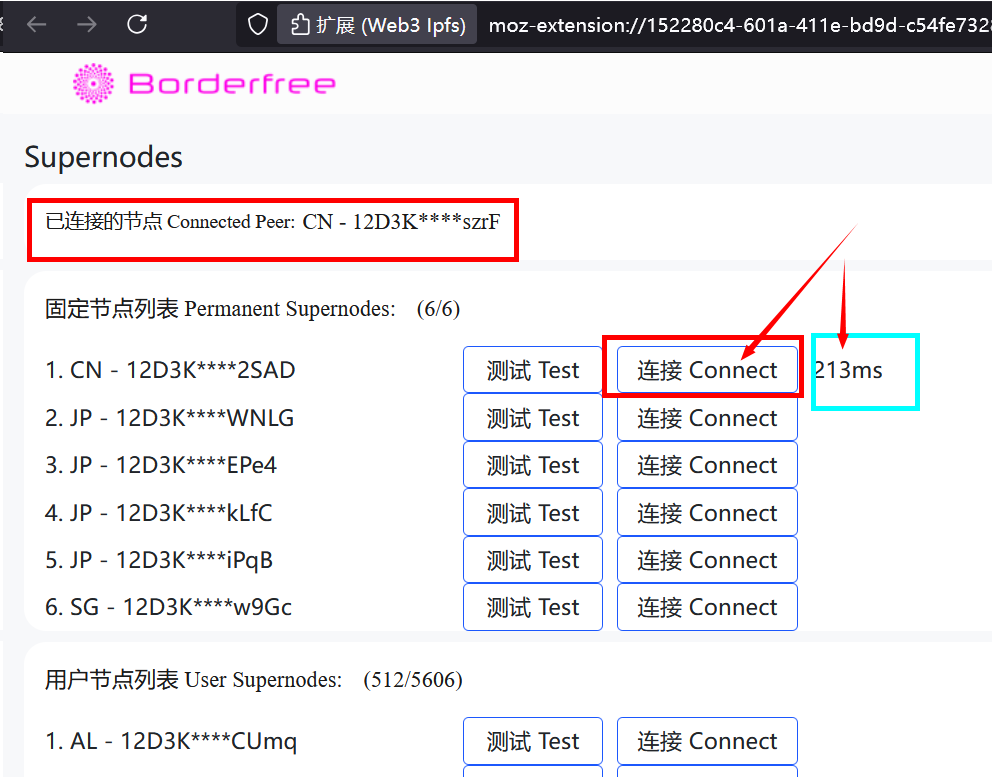 扩展 (Web3 Ipfs) moz-extension://152280c4-601a-411e-bd9d-c54fe732
Borderfree
Supernodes
已连接的节点 Connected Peer: CN - 12D3K****szrF
固定节点列表 Permanent Supernodes: (6/6)
1. CN - 12D3K****2SAD 测试 Test 连接 Connect 213ms
2. JP - 12D3K****WNLG 测试 Test 连接 Connect
3. JP - 12D3K****EPe4 测试 Test 连接 Connect
4. JP - 12D3K****kLfC 测试 Test 连接 Connect
5. JP - 12D3K****iPqB 测试 Test 连接 Connect
6. SG - 12D3K****w9Gc 测试 Test 连接 Connect
用户节点列表 User Supernodes: (512/5606)
1. AL - 12D3K****CUmq 测试 Test 连接 Connect